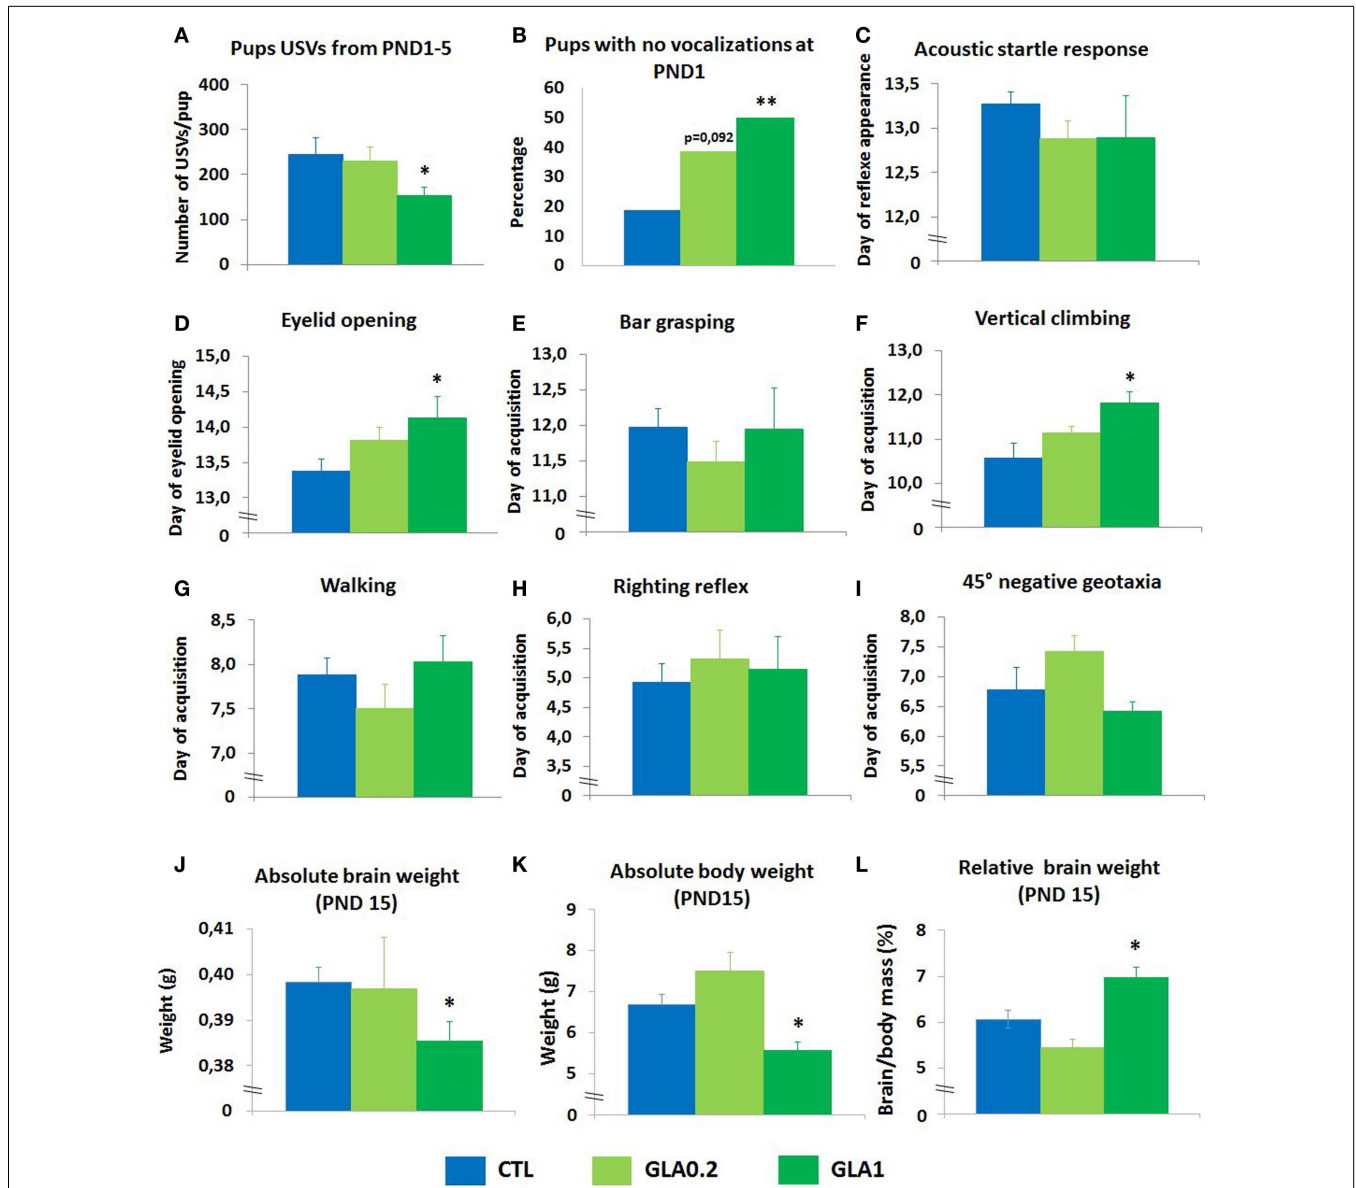 A
Pups USVs from PND1-5
Number of USVs/pup
400
300
200
100
0
*
B
Pups with no vocalizations at
PND1
Percentage
60
50
40
30
20
10
0
p=0,092
**
C
Acoustic startle response
Day of reflexe appearance
13,5
13,0
12,5
12,0
0
D
Eyelid opening
Day of eyelid opening
15,0
14,5
14,0
13,5
13,0
0
*
E
Bar grasping
Day of acquisition
13,0
12,5
12,0
11,5
11,0
0
F
Vertical climbing
Day of acquisition
13,0
12,0
11,0
10,0
0
*
G
Walking
Day of acquisition
8,5
8,0
7,5
7,0
0
H
Righting reflex
Day of acquisition
6,0
5,5
5,0
4,5
4,0
3,5
0
I
45° negative geotaxia
Day of acquisition
8,0
7,5
7,0
6,5
6,0
5,5
0
J
Absolute brain weight
(PND 15)
Weight (g)
0,41
0,40
0,39
0,38
0
*
K
Absolute body weight
(PND15)
Weight (g)
9
8
7
6
5
0
*
L
Relative brain weight
(PND 15)
Brain/body mass (%)
8
7
6
5
0
*
CTL
GLA0.2
GLA1